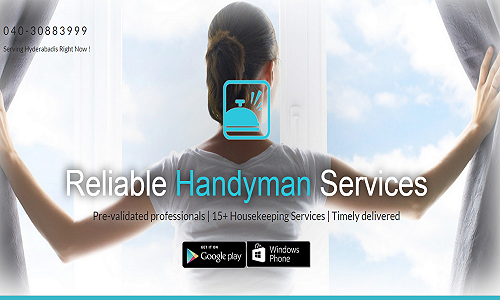 040-30883999
Serving Hyderabadis Right Now !
Reliable Handyman Services
Pre-validated professionals | 15+ Housekeeping Services | Timely delivered
GET IT ON
Google play
Windows
Phone